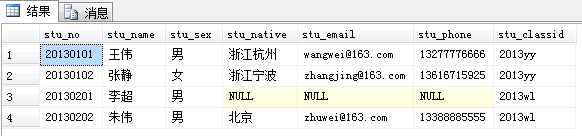 结果 消息
stu_no stu_name stu_sex stu_native stu_email stu_phone stu_classid
1 20130101 王伟 男 浙江杭州 wangwei@163.com 13277776666 2013yy
2 20130102 张静 女 浙江宁波 zhangjing@163.com 13616715925 2013yy
3 20130201 李超 男 NULL NULL NULL 2013wl
4 20130202 朱伟 男 北京 zhuwei@163.com 13388885555 2013wl